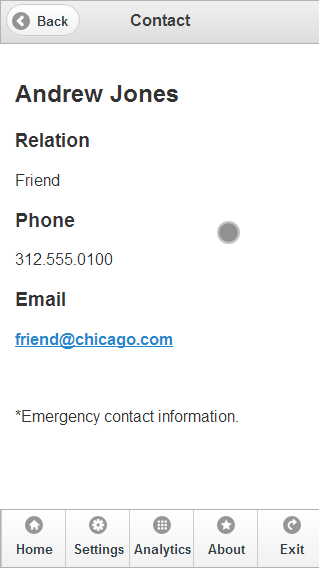 Back
Contact
Andrew Jones
Relation
Friend
Phone
312.555.0100
Email
friend@chicago.com
*Emergency contact information.
Home Settings Analytics About Exit